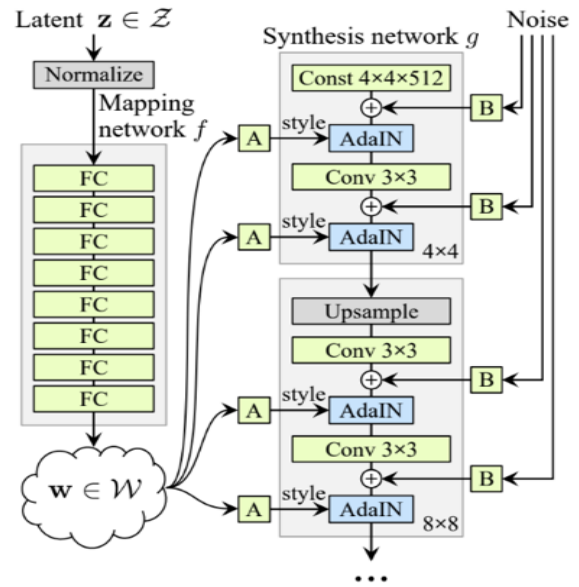 Latent z ∈ 𝒵
Normalize
Mapping
network f
FC
FC
FC
FC
FC
FC
FC
FC
w ∈ 𝒲
Synthesis network g
Noise
Const 4×4×512
B
A
style
AdaIN
Conv 3×3
B
A
style
AdaIN
4×4
Upsample
Conv 3×3
B
A
style
AdaIN
Conv 3×3
B
A
style
AdaIN
8×8
...